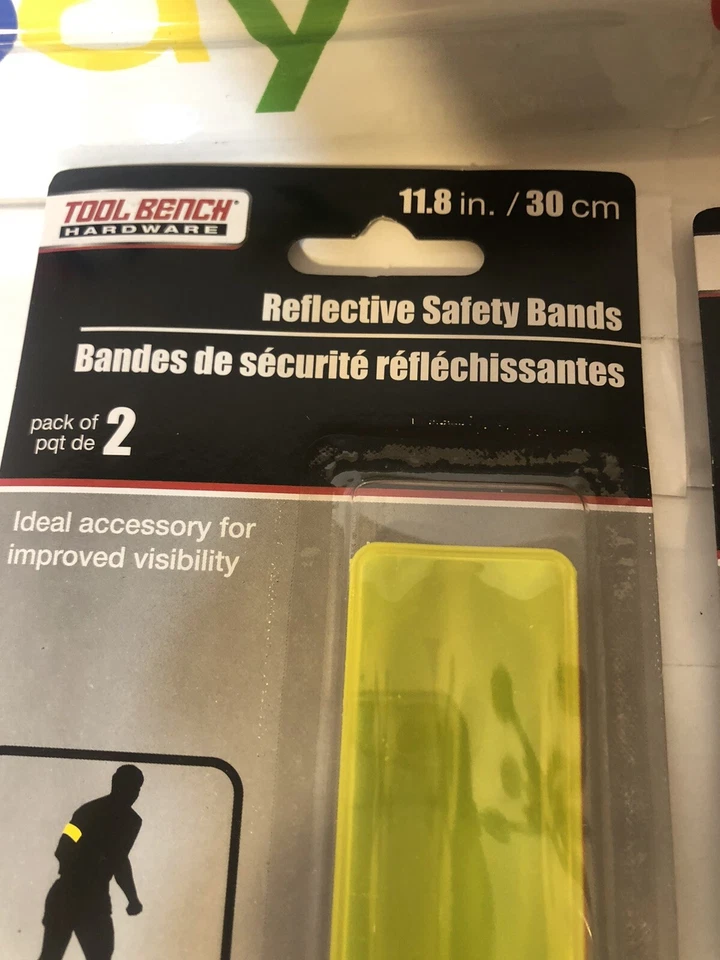 ay
TOOL BENCH®
HARDWARE
11.8 in. / 30 cm
Reflective Safety Bands
Bandes de sécurité réfléchissantes
pack of 2
pqt de
Ideal accessory for
improved visibility